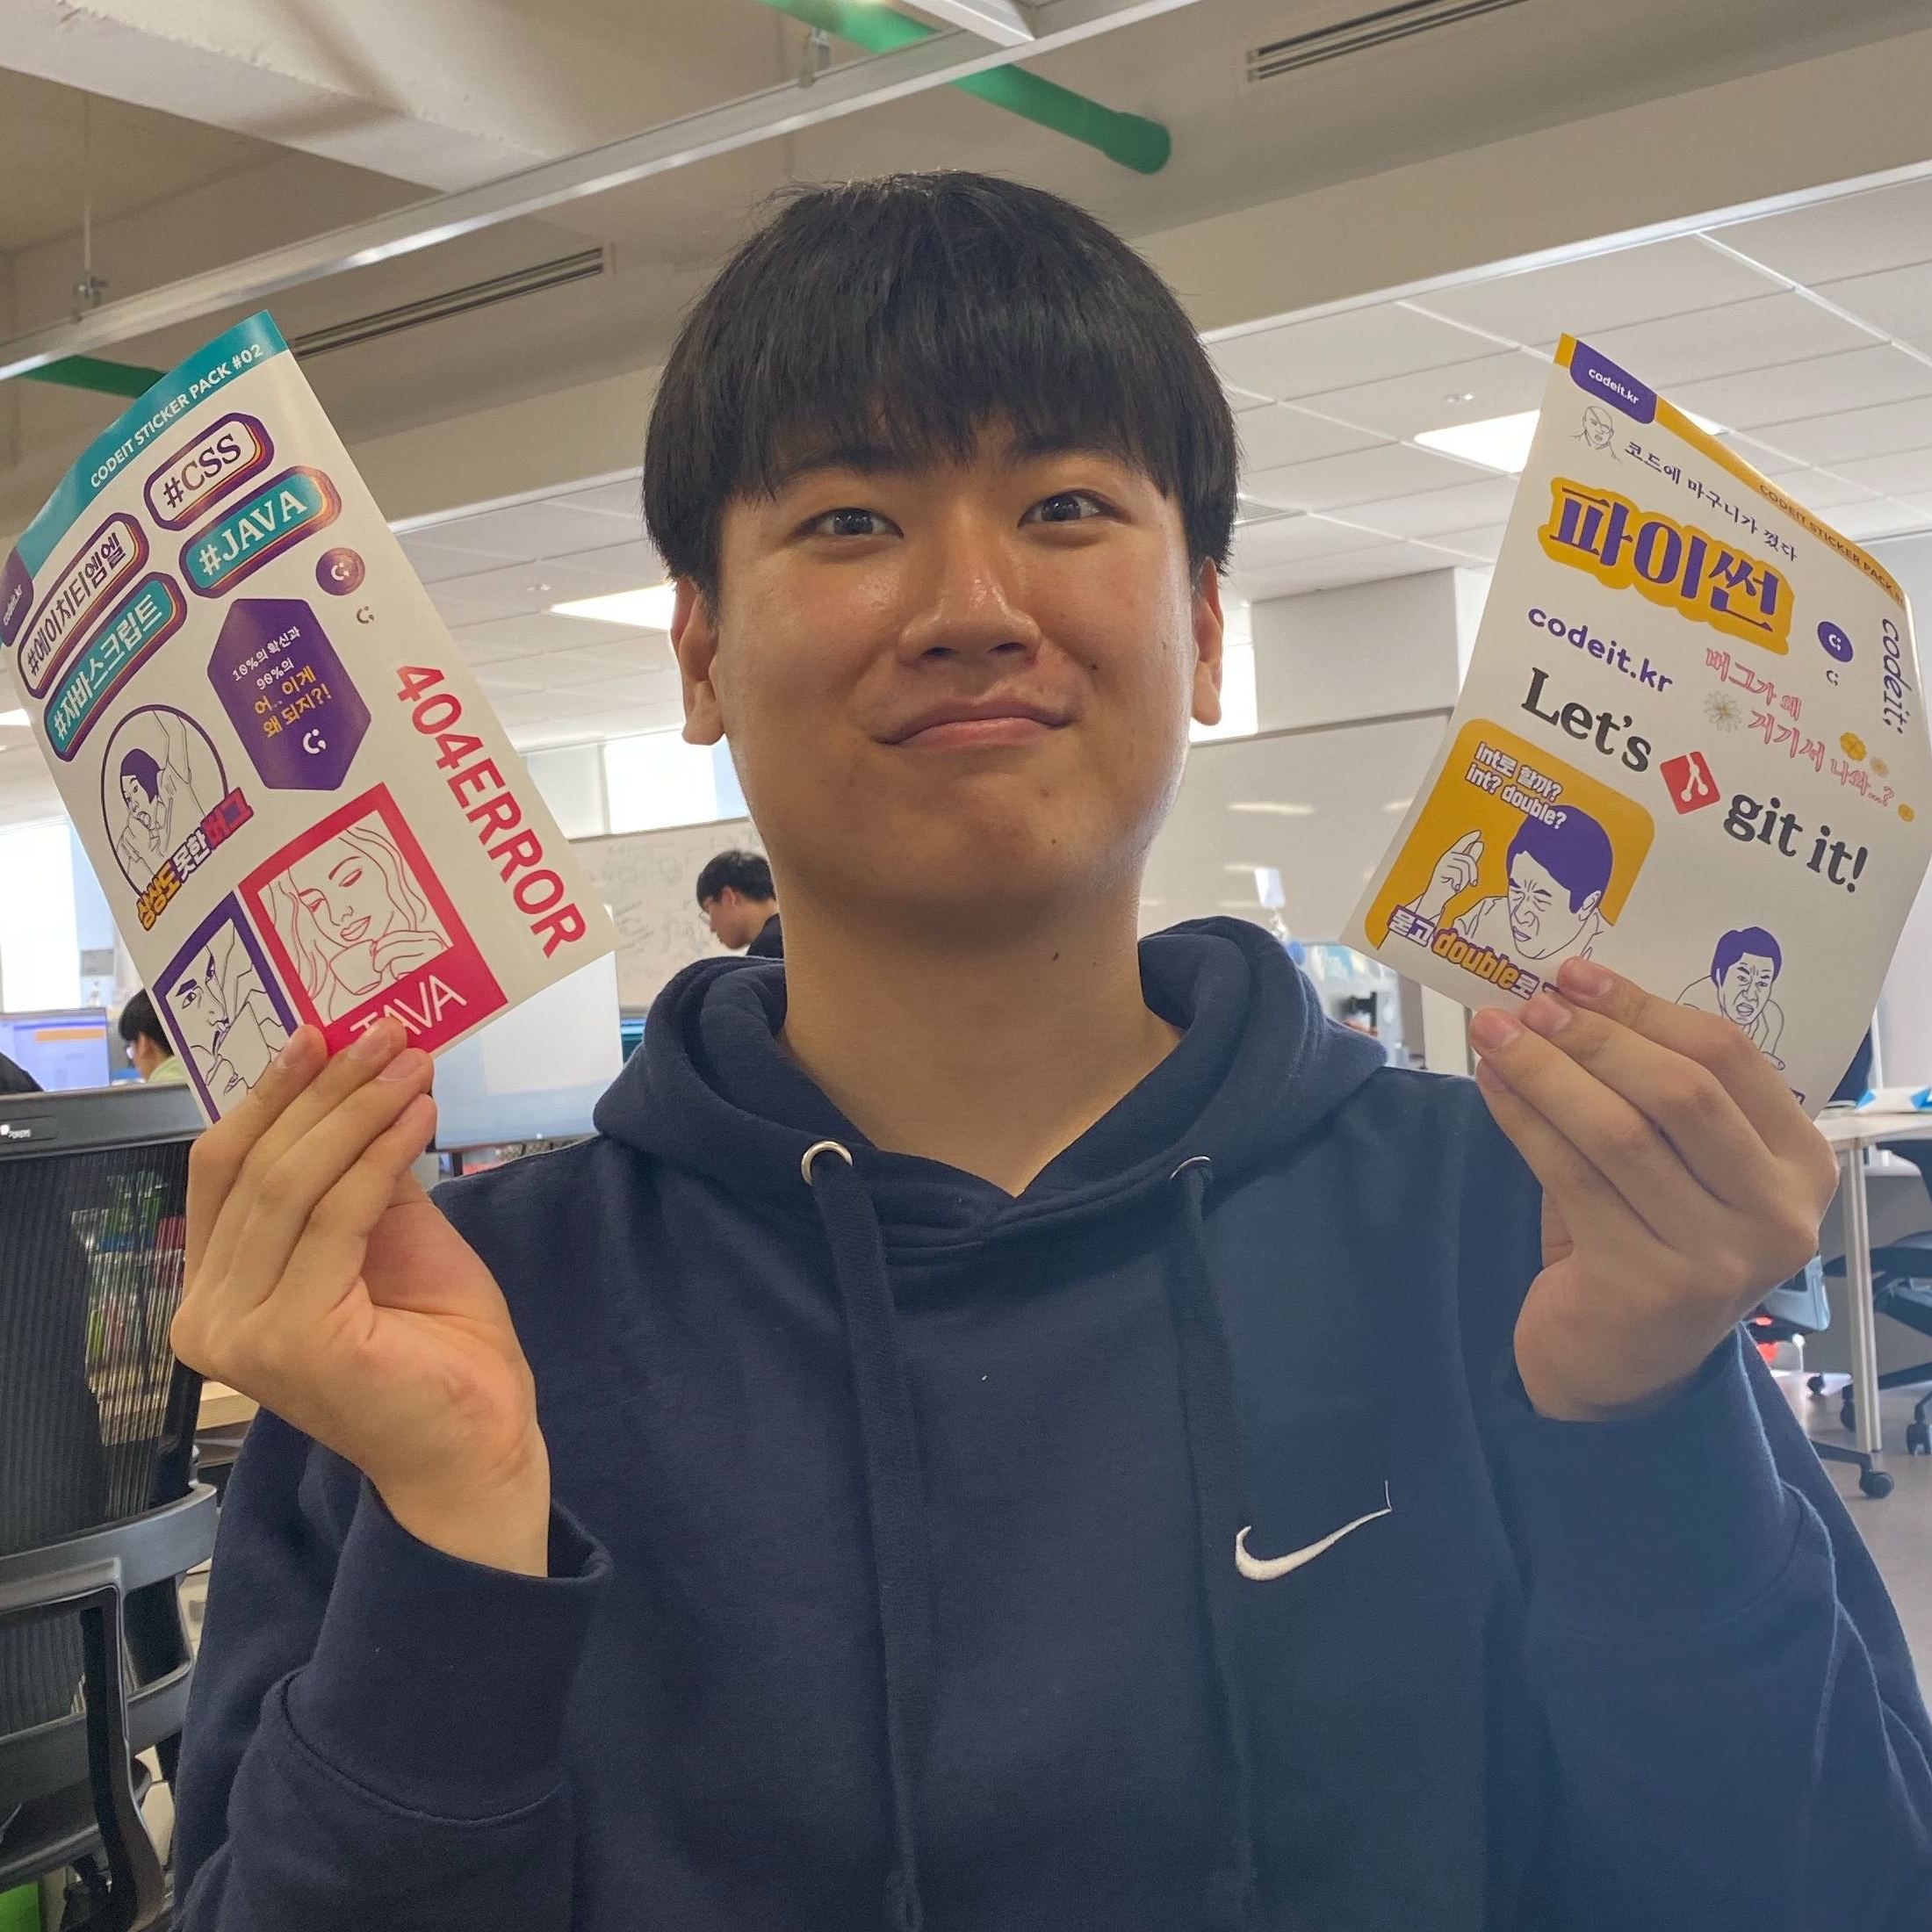 CODEIT STICKER PACK #02
codeit.kr
#CSS
#에이치티엠엘
#JAVA
#자바스크립트
10%의 확신과
90%의
어... 이게
왜 되지?!
404ERROR
상상도 못한 버그
JAVA
codeit.kr
CODEIT STICKER PACK
코드에 마구니가 꼈다
파이썬
codeit.kr
codeit;
버그가 왜
거기서 나와...?
Let's git it!
int로 할까?
int? double?
묻고 double로